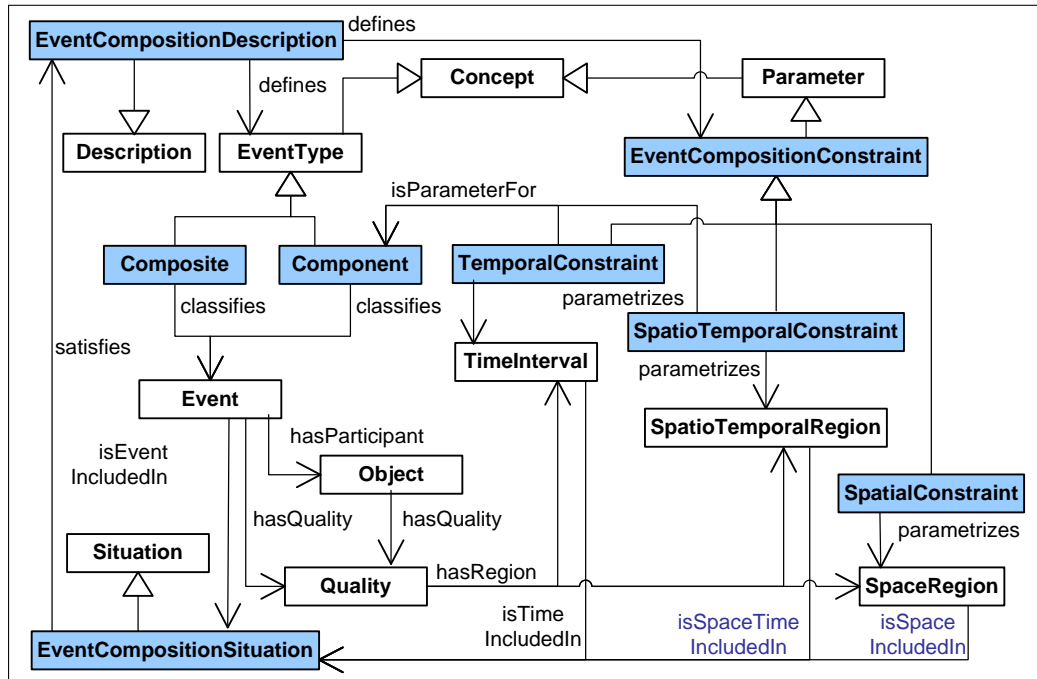 EventCompositionDescription
defines
Concept
Parameter
defines
Description
EventType
EventCompositionConstraint
isParameterFor
Composite
Component
TemporalConstraint
classifies
classifies
parametrizes
SpatioTemporalConstraint
satisfies
TimeInterval
parametrizes
Event
SpatioTemporalRegion
hasParticipant
isEvent
IncludedIn
Object
SpatialConstraint
hasQuality
hasQuality
parametrizes
Situation
Quality
hasRegion
SpaceRegion
isTime
IncludedIn
isSpaceTime
IncludedIn
isSpace
IncludedIn
EventCompositionSituation